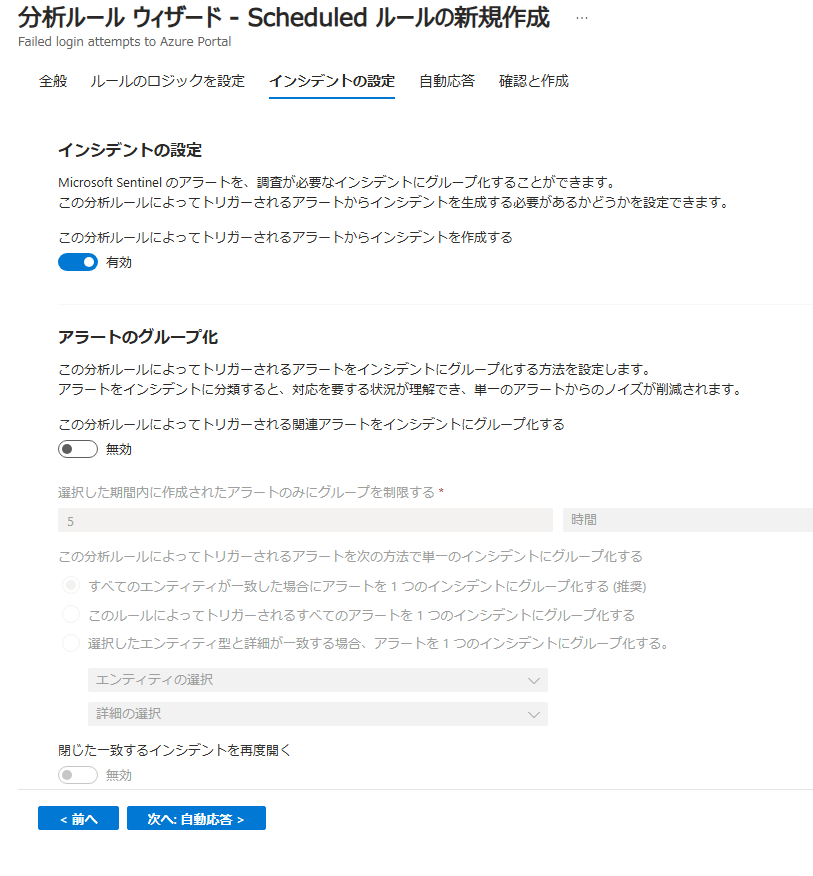 分析ルール ウィザード - Scheduled ルールの新規作成 ...
Failed login attempts to Azure Portal
全般 ルールのロジックを設定 インシデントの設定 自動応答 確認と作成
インシデントの設定
Microsoft Sentinel のアラートを、調査が必要なインシデントにグループ化することができます。
この分析ルールによってトリガーされるアラートからインシデントを生成する必要があるかどうかを設定できます。
この分析ルールによってトリガーされるアラートからインシデントを作成する
有効
アラートのグループ化
この分析ルールによってトリガーされるアラートをインシデントにグループ化する方法を設定します。
アラートをインシデントに分類すると、対応を要する状況が理解でき、単一のアラートからのノイズが削減されます。
この分析ルールによってトリガーされる関連アラートをインシデントにグループ化する
無効
選択した期間内に作成されたアラートのみにグループを制限する *
5 時間
この分析ルールによってトリガーされるアラートを次の方法で単一のインシデントにグループ化する
すべてのエンティティが一致した場合にアラートを 1 つのインシデントにグループ化する (推奨)
このルールによってトリガーされるすべてのアラートを 1 つのインシデントにグループ化する
選択したエンティティ型と詳細が一致する場合、アラートを 1 つのインシデントにグループ化する。
エンティティの選択
詳細の選択
閉じた一致するインシデントを再度開く
無効
< 前へ 次へ: 自動応答 >